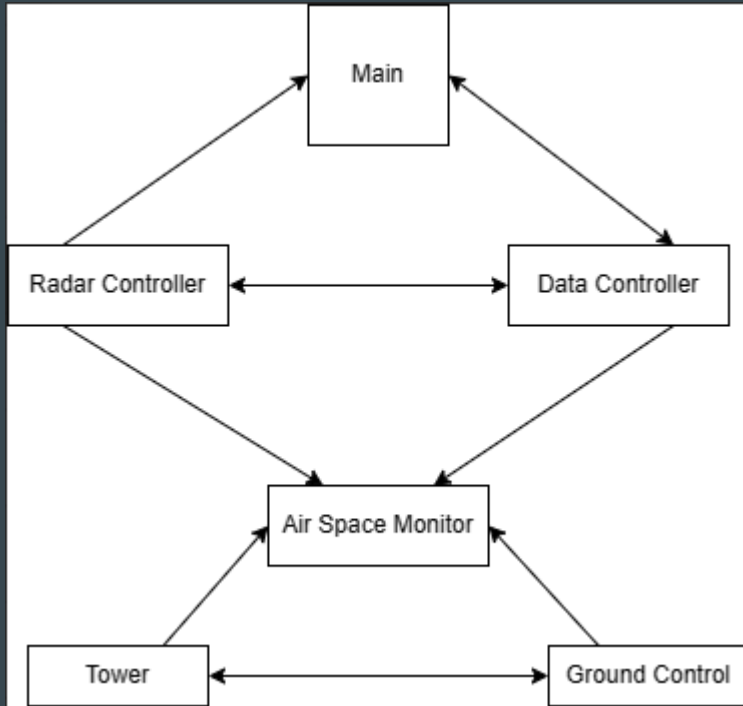 Main
Radar Controller
Data Controller
Air Space Monitor
Tower
Ground Control